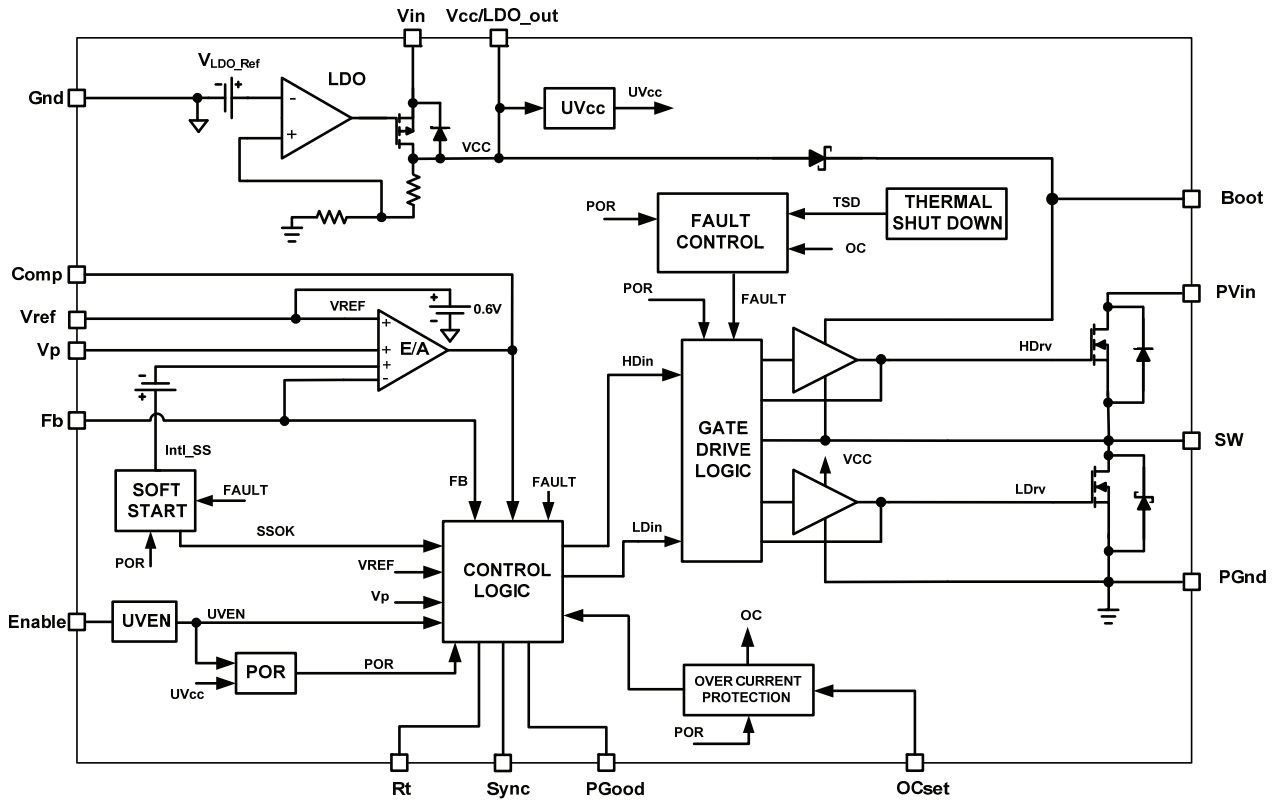 Vin
Vcc/LDO_out
VLDO_Ref
LDO
Gnd
-
+
-
+
UVcc
UVcc
VCC
Boot
POR
FAULT
CONTROL
TSD
THERMAL
SHUT DOWN
OC
Comp
Vref
VREF
+
-
0.6V
POR
FAULT
PVin
Vp
+
+
+
-
E/A
HDrv
-
+
HDin
Fb
GATE
DRIVE
LOGIC
SW
Intl_SS
VCC
SOFT
START
FAULT
FB
FAULT
LDrv
SSOK
LDin
POR
VREF
CONTROL
LOGIC
Vp
PGnd
Enable
UVEN
UVEN
OC
POR
POR
UVcc
OVER CURRENT
PROTECTION
POR
Rt
Sync
PGood
OCset